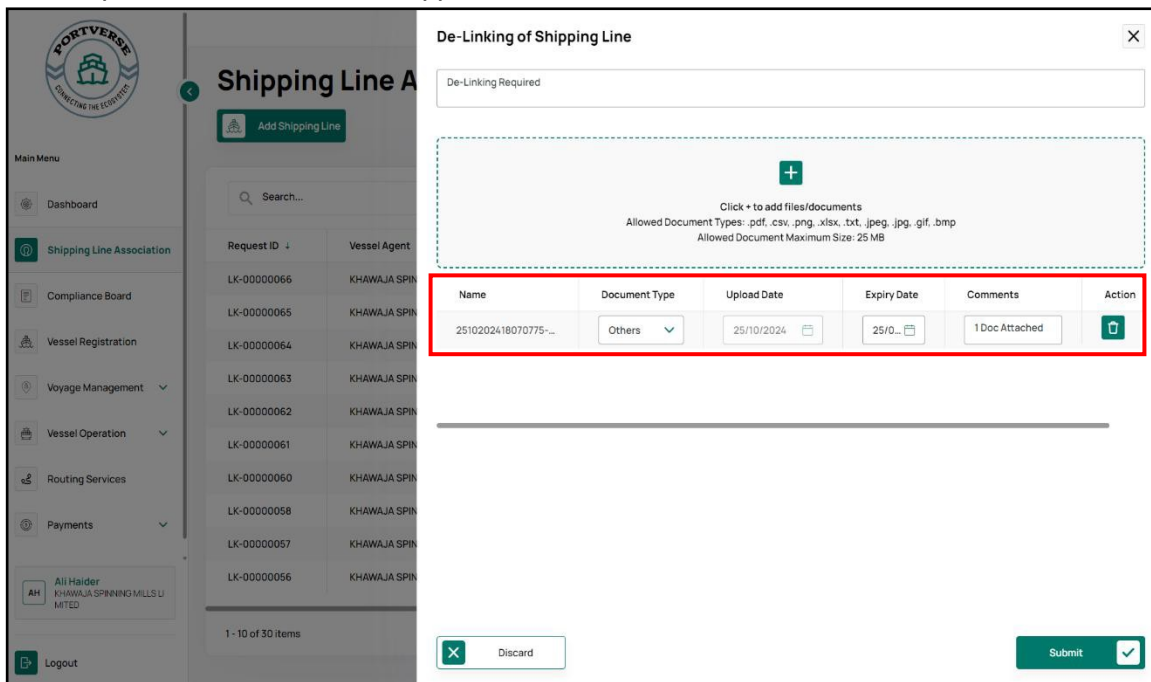 PORTVERSE
CONNECTING THE ECOSYSTEM
Main Menu
Dashboard
Shipping Line Association
Compliance Board
Vessel Registration
Voyage Management
Vessel Operation
Routing Services
Payments
AH
Ali Haider
KHAWAJA SPINNING MILLS LI
MITED
Logout
Shipping Line A
Add Shipping Line
Search...
Request ID ↓ Vessel Agent
LK-00000066 KHAWAJA SPIN
LK-00000065 KHAWAJA SPIN
LK-00000064 KHAWAJA SPIN
LK-00000063 KHAWAJA SPIN
LK-00000062 KHAWAJA SPIN
LK-00000061 KHAWAJA SPIN
LK-00000060 KHAWAJA SPIN
LK-00000058 KHAWAJA SPIN
LK-00000057 KHAWAJA SPIN
LK-00000056 KHAWAJA SPIN
1 - 10 of 30 items
De-Linking of Shipping Line
De-Linking Required
Click + to add files/documents
Allowed Document Types: .pdf, .csv, .png, .xlsx, .txt, .jpeg, .jpg, .gif, .bmp
Allowed Document Maximum Size: 25 MB
Name Document Type Upload Date Expiry Date Comments Action
2510202418070775-... Others 25/10/2024 25/0... 1 Doc Attached
Discard
Submit